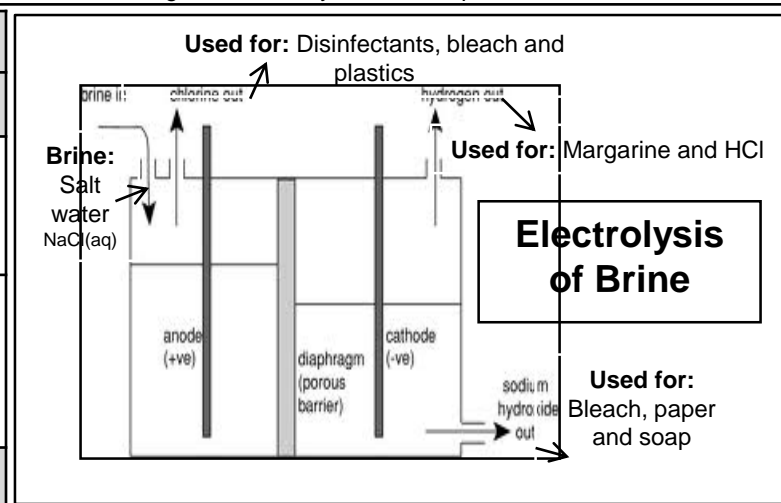 Used for: Disinfectants, bleach and
plastics
brine in
chlorine out
hydrogen out
Used for: Margarine and HCl
Brine:
Salt
water
NaCl(aq)
Electrolysis
of Brine
anode
(+ve)
diaphragm
(porous
barrier)
cathode
(-ve)
sodium
hydroxide
out
Used for:
Bleach, paper
and soap